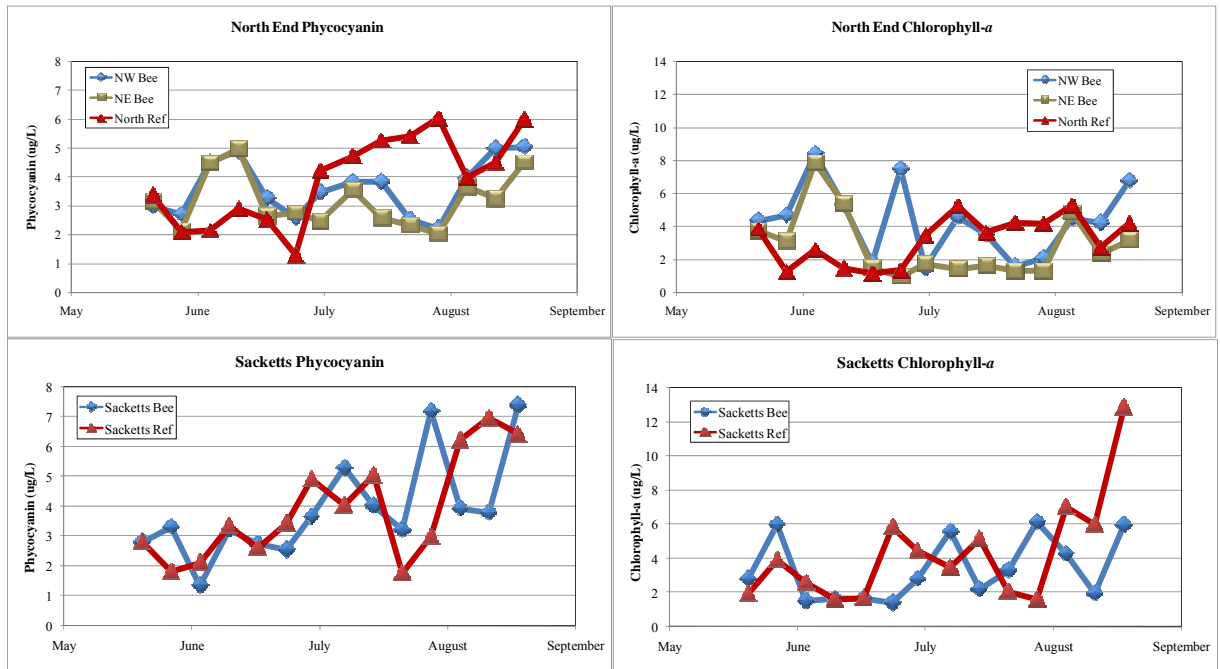 North End Phycocyanin
Phycocyanin (ug/L)
8
7
6
5
4
3
2
1
0
NW Bee
NE Bee
North Ref
May
June
July
August
September
North End Chlorophyll-a
Chlorophyll-a (ug/L)
14
12
10
8
6
4
2
0
NW Bee
NE Bee
North Ref
May
June
July
August
September
Sacketts Phycocyanin
Phycocyanin (ug/L)
8
7
6
5
4
3
2
1
0
Sacketts Bee
Sacketts Ref
May
June
July
August
September
Sacketts Chlorophyll-a
Chlorophyll-a (ug/L)
14
12
10
8
6
4
2
0
Sacketts Bee
Sacketts Ref
May
June
July
August
September